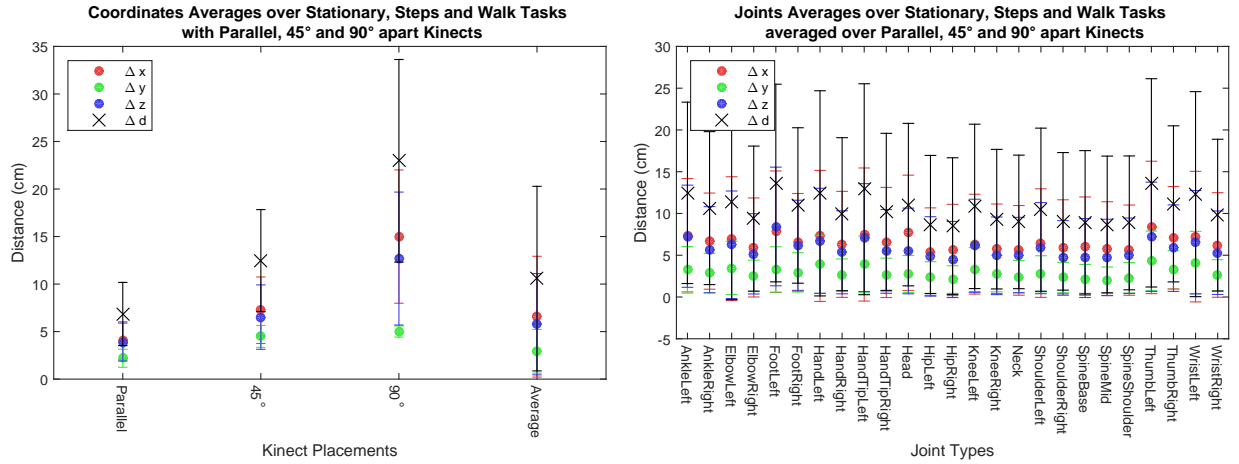 Coordinates Averages over Stationary, Steps and Walk Tasks
with Parallel, 45° and 90° apart Kinects
35
30
25
20
15
10
5
0
Distance (cm)
Δ x
Δ y
Δ z
Δ d
Parallel
45°
90°
Average
Kinect Placements
Joints Averages over Stationary, Steps and Walk Tasks
averaged over Parallel, 45° and 90° apart Kinects
30
25
20
15
10
5
0
-5
Distance (cm)
Δ x
Δ y
Δ z
Δ d
AnkleLeft
AnkleRight
ElbowLeft
ElbowRight
FootLeft
FootRight
HandLeft
HandRight
HandTipLeft
HandTipRight
Head
HipLeft
HipRight
KneeLeft
KneeRight
Neck
ShoulderLeft
ShoulderRight
SpineBase
SpineMid
SpineShoulder
ThumbLeft
ThumbRight
WristLeft
WristRight
Joint Types